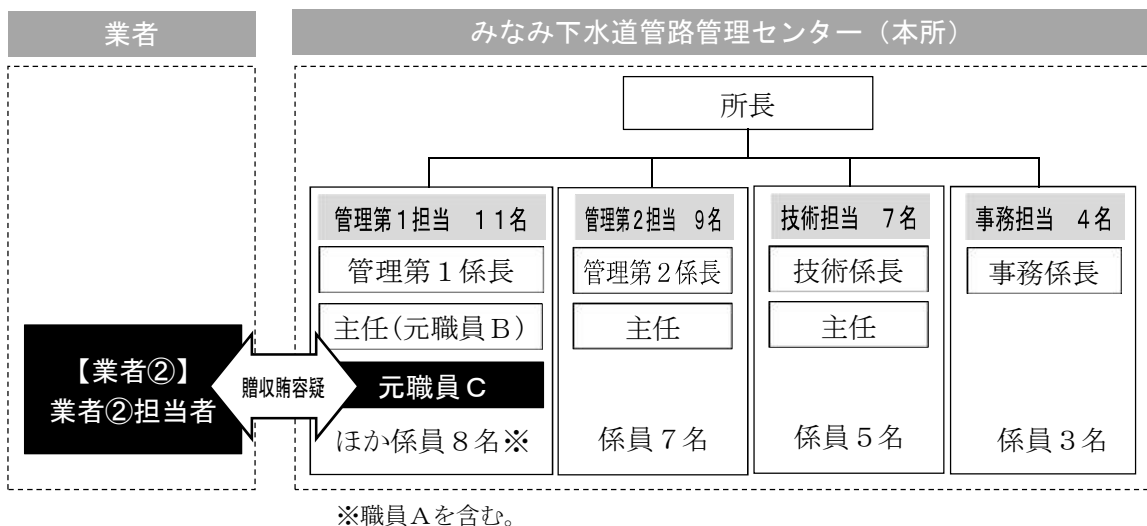 業者
みなみ下水道管路管理センター（本所）
所長
管理第１担当　１１名
管理第１係長
主任（元職員Ｂ）
元職員Ｃ
ほか係員８名※
管理第２担当　９名
管理第２係長
主任
係員７名
技術担当　７名
技術係長
主任
係員５名
事務担当　４名
事務係長
係員３名
【業者②】
業者②担当者
贈収賄容疑
※職員Ａを含む。